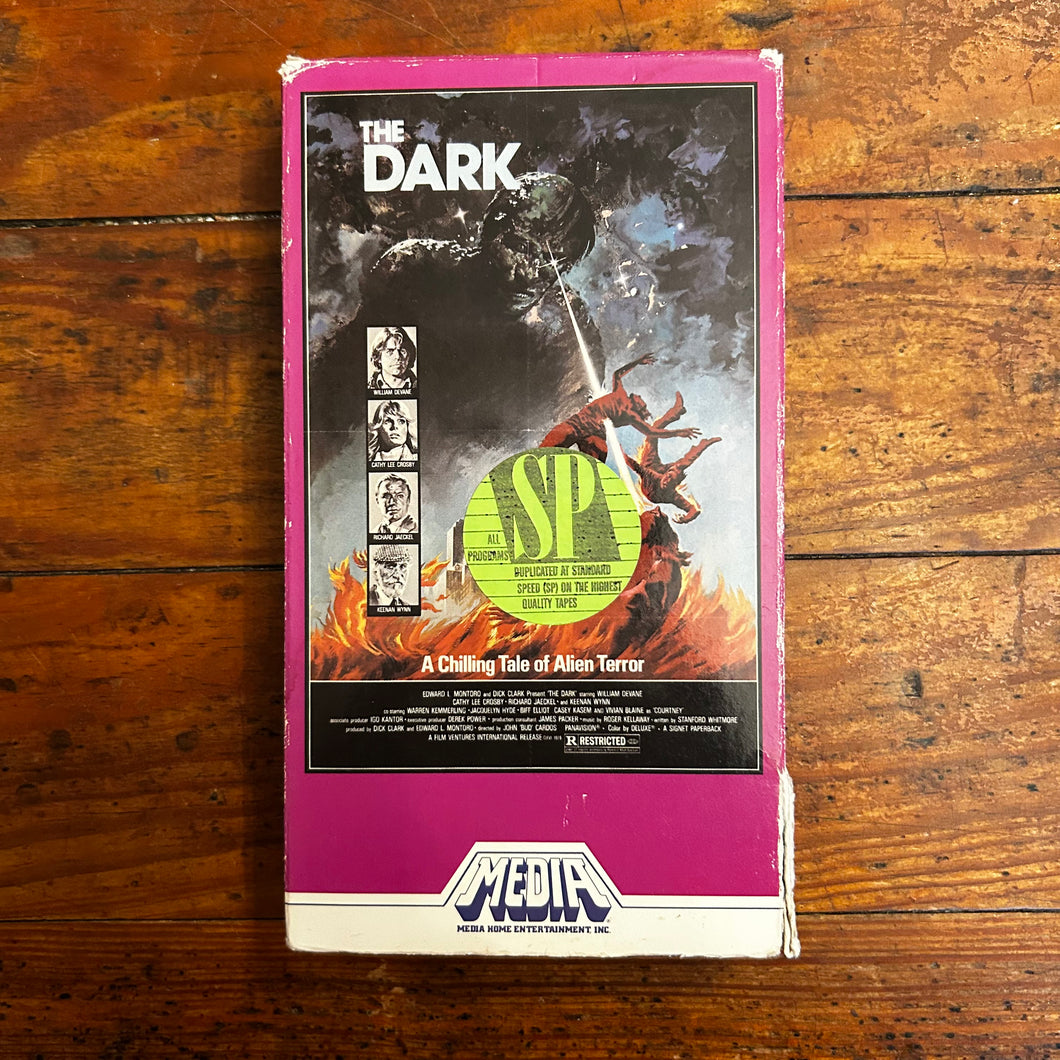 THE
DARK
WILLIAM DEVANE
CATHY LEE CROSBY
RICHARD JAECKEL
KEENAN WYNN
SP
ALL
PROGRAMS
DUPLICATED AT STANDARD
SPEED (SP) ON THE HIGHEST
QUALITY TAPES
A Chilling Tale of Alien Terror
EDWARD L. MONTORO and DICK CLARK Present "THE DARK" starring WILLIAM DEVANE
CATHY LEE CROSBY · RICHARD JAECKEL · and KEENAN WYNN
co-starring WARREN KEMMERLING · JACQUELYN HYDE · BIFF ELLIOT CASEY KASEM AND VIVIAN BLAINE as 'COURTNEY'
associate producer IGO KANTOR · executive producer DEREK POWER · production consultant JAMES PACKER · music by ROGER KELLAWAY · written by STANFORD WHITMORE
produced by DICK CLARK and EDWARD L. MONTORO · directed by JOHN 'BUD' CARDOS PANAVISION® · Color by DELUXE® · A SIGNET PAPERBACK
A FILM VENTURES INTERNATIONAL RELEASE
R RESTRICTED
MEDIA
MEDIA HOME ENTERTAINMENT, INC.